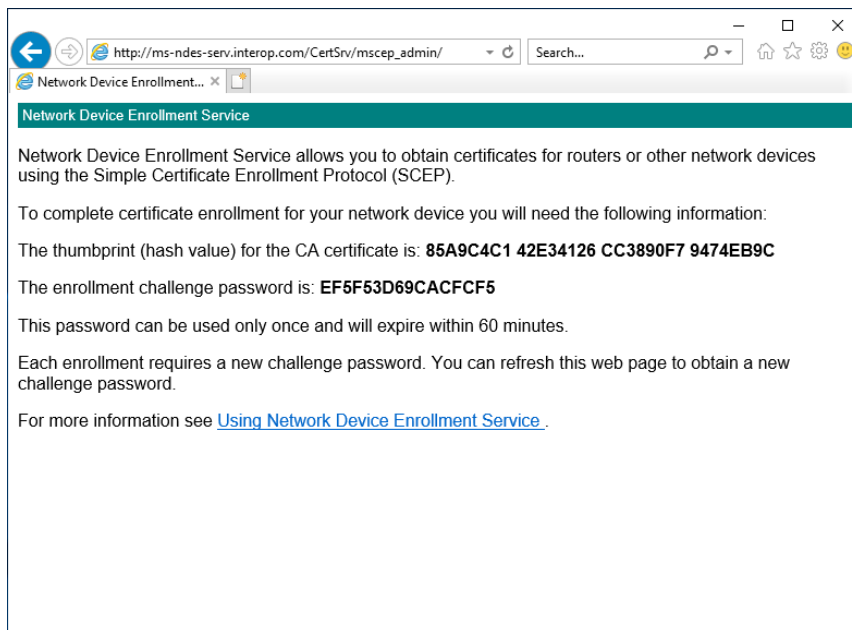 http://ms-ndes-serv.interop.com/CertSrv/mscep_admin/
Search...
Network Device Enrollment...
Network Device Enrollment Service
Network Device Enrollment Service allows you to obtain certificates for routers or other network devices
using the Simple Certificate Enrollment Protocol (SCEP).
To complete certificate enrollment for your network device you will need the following information:
The thumbprint (hash value) for the CA certificate is: 85A9C4C1 42E34126 CC3890F7 9474EB9C
The enrollment challenge password is: EF5F53D69CACFCF5
This password can be used only once and will expire within 60 minutes.
Each enrollment requires a new challenge password. You can refresh this web page to obtain a new
challenge password.
For more information see Using Network Device Enrollment Service .